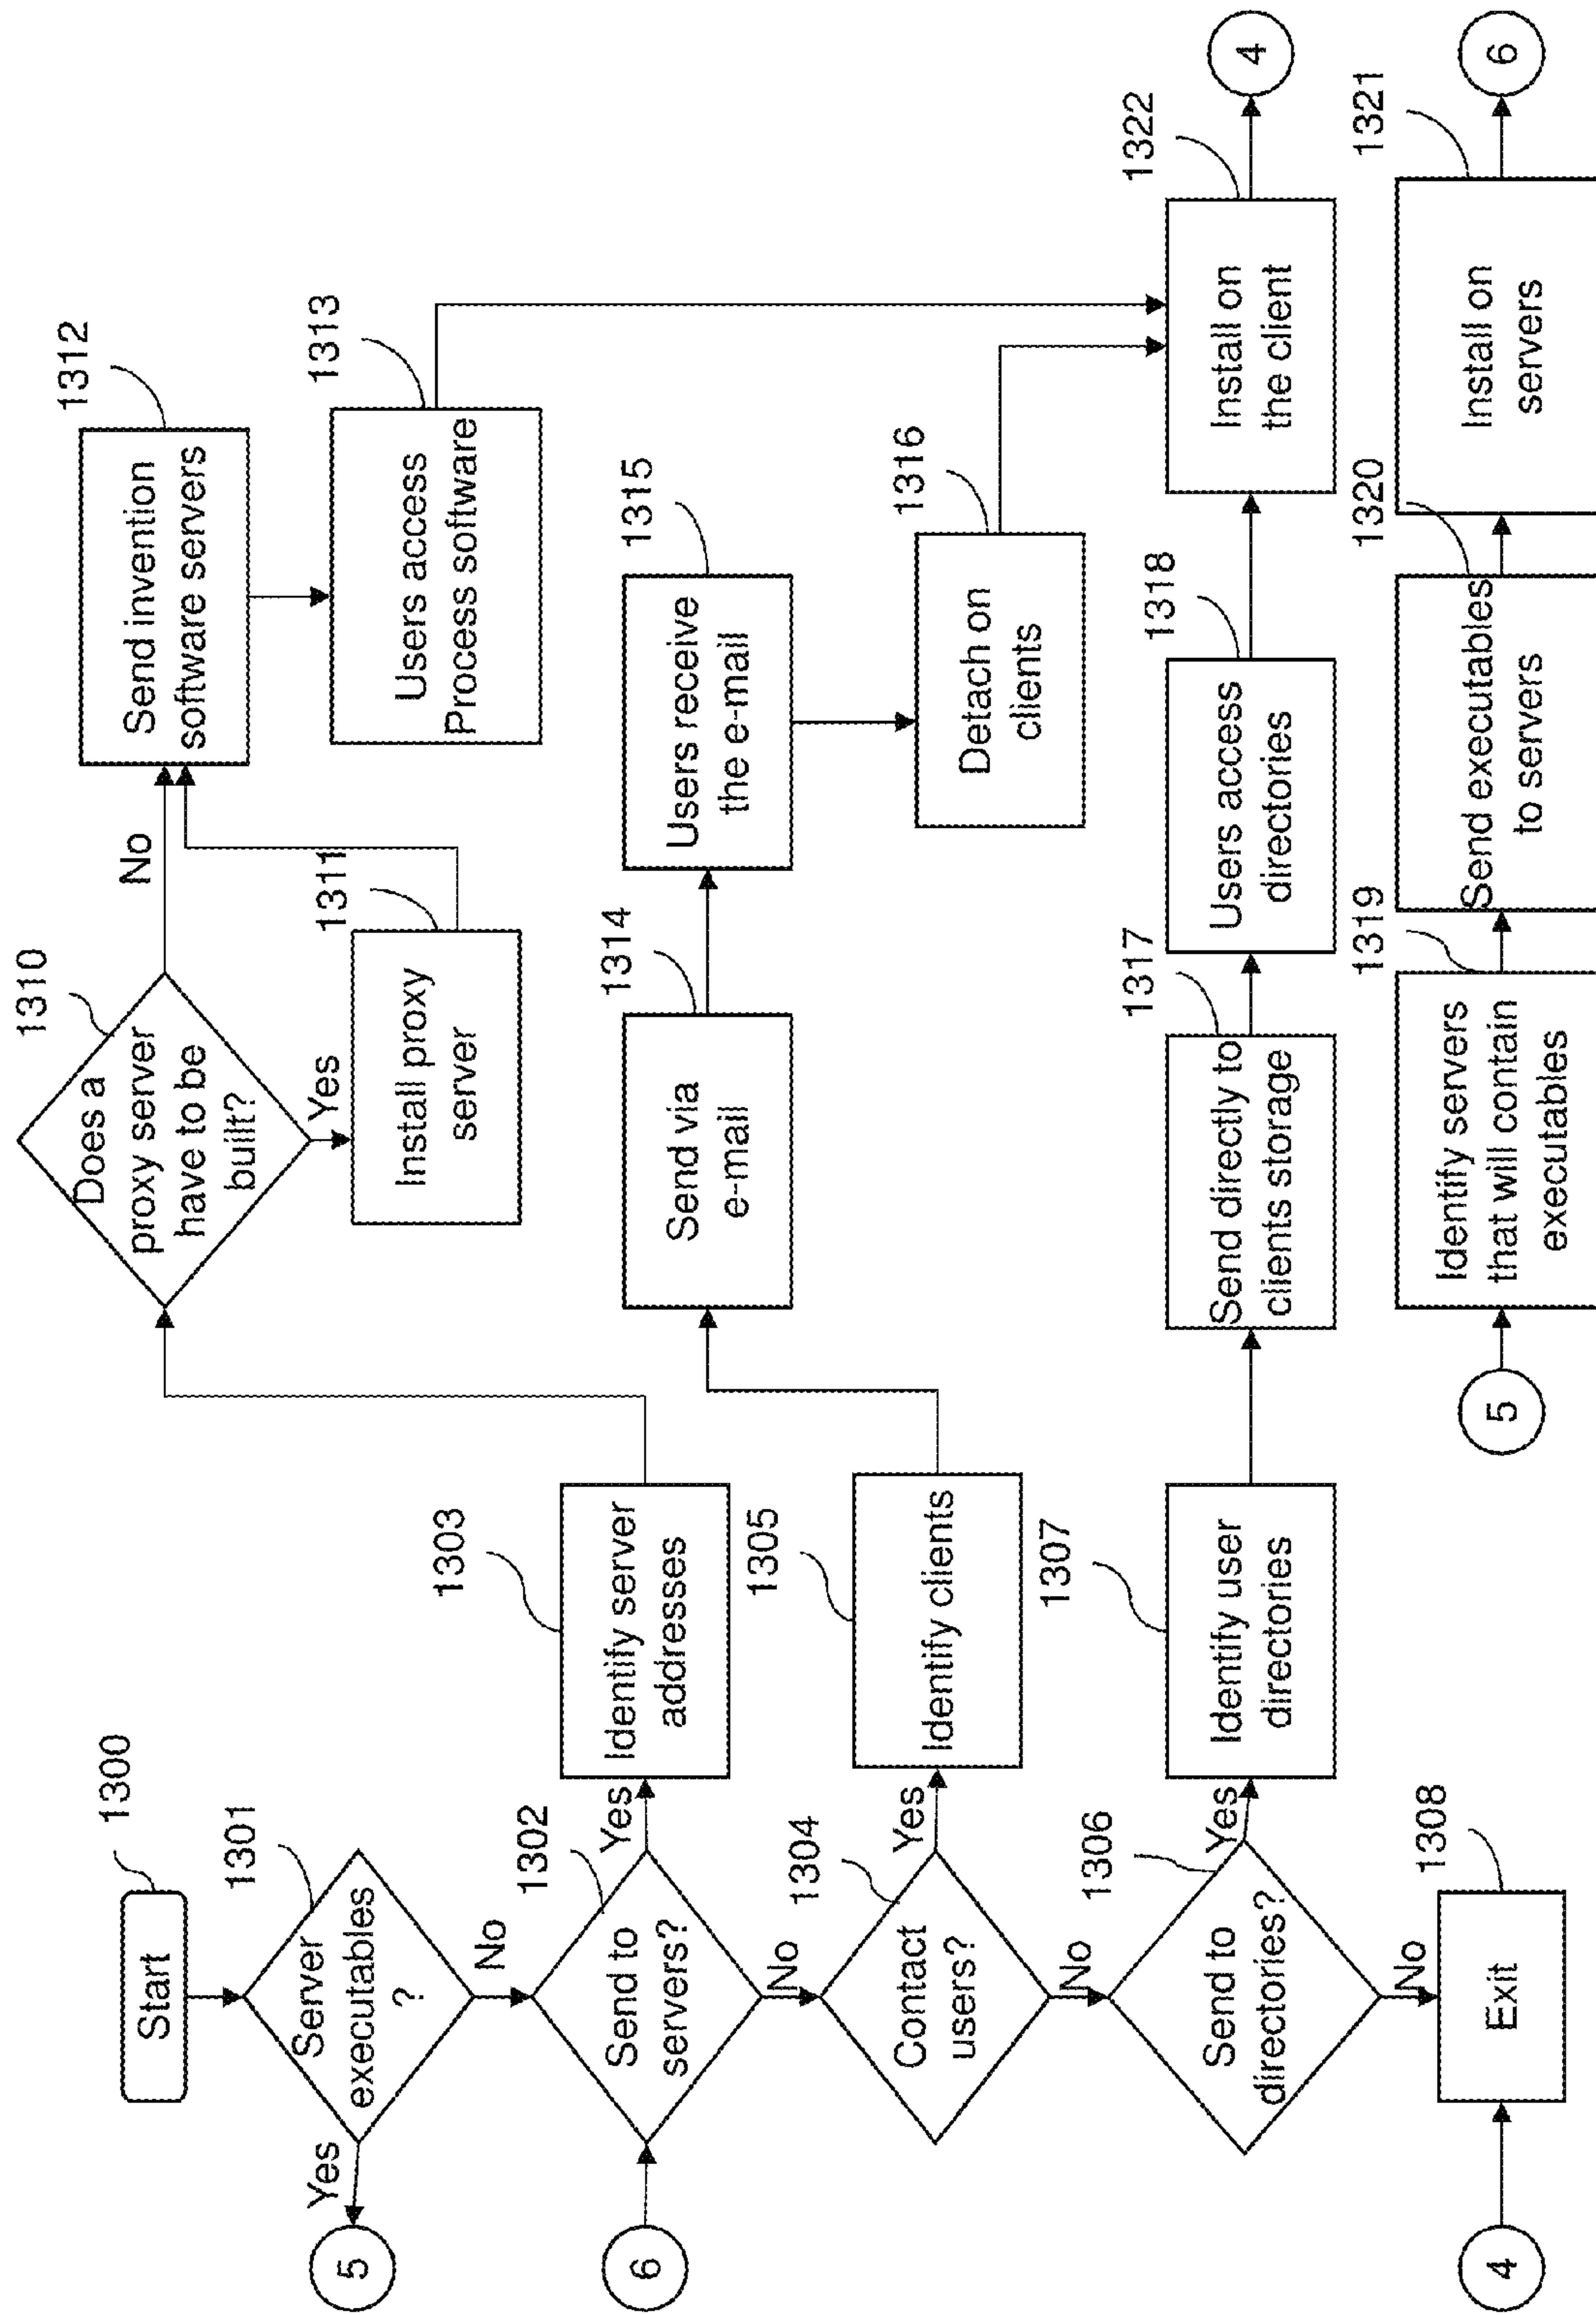 1300
Start
1301
Server
executables
?
Yes
5
No
1302
Send to
servers?
6
Yes
1303
Identify server
addresses
No
1304
Contact
users?
Yes
1305
Identify clients
No
1306
Send to
directories?
Yes
1307
Identify user
directories
No
1308
Exit
4
1310
Does a
proxy server
have to be
built?
No
Yes
1311
Install proxy
server
1312
Send invention
software servers
1313
Users access
Process software
1314
Send via
e-mail
1315
Users receive
the e-mail
1316
Detach on
clients
1317
Send directly to
clients storage
1318
Users access
directories
1322
Install on
the client
4
5
1319
Identify servers
that will contain
executables
1320
Send executables
to servers
1321
Install on
servers
6